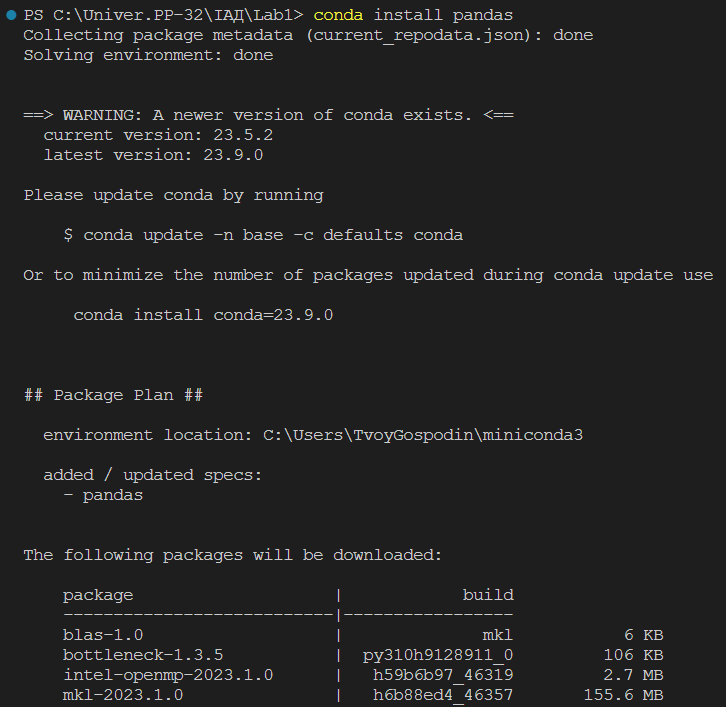 PS C:\Univer.PP-32\ІАД\Lab1> conda install pandas
Collecting package metadata (current_repodata.json): done
Solving environment: done
==> WARNING: A newer version of conda exists. <==
current version: 23.5.2
latest version: 23.9.0
Please update conda by running
$ conda update -n base -c defaults conda
Or to minimize the number of packages updated during conda update use
conda install conda=23.9.0
## Package Plan ##
environment location: C:\Users\TvoyGospodin\miniconda3
added / updated specs:
- pandas
The following packages will be downloaded:
package | build
---------------------------|-----------------
blas-1.0 | mkl 6 KB
bottleneck-1.3.5 | py310h9128911_0 106 KB
intel-openmp-2023.1.0 | h59b6b97_46319 2.7 MB
mkl-2023.1.0 | h6b88ed4_46357 155.6 MB